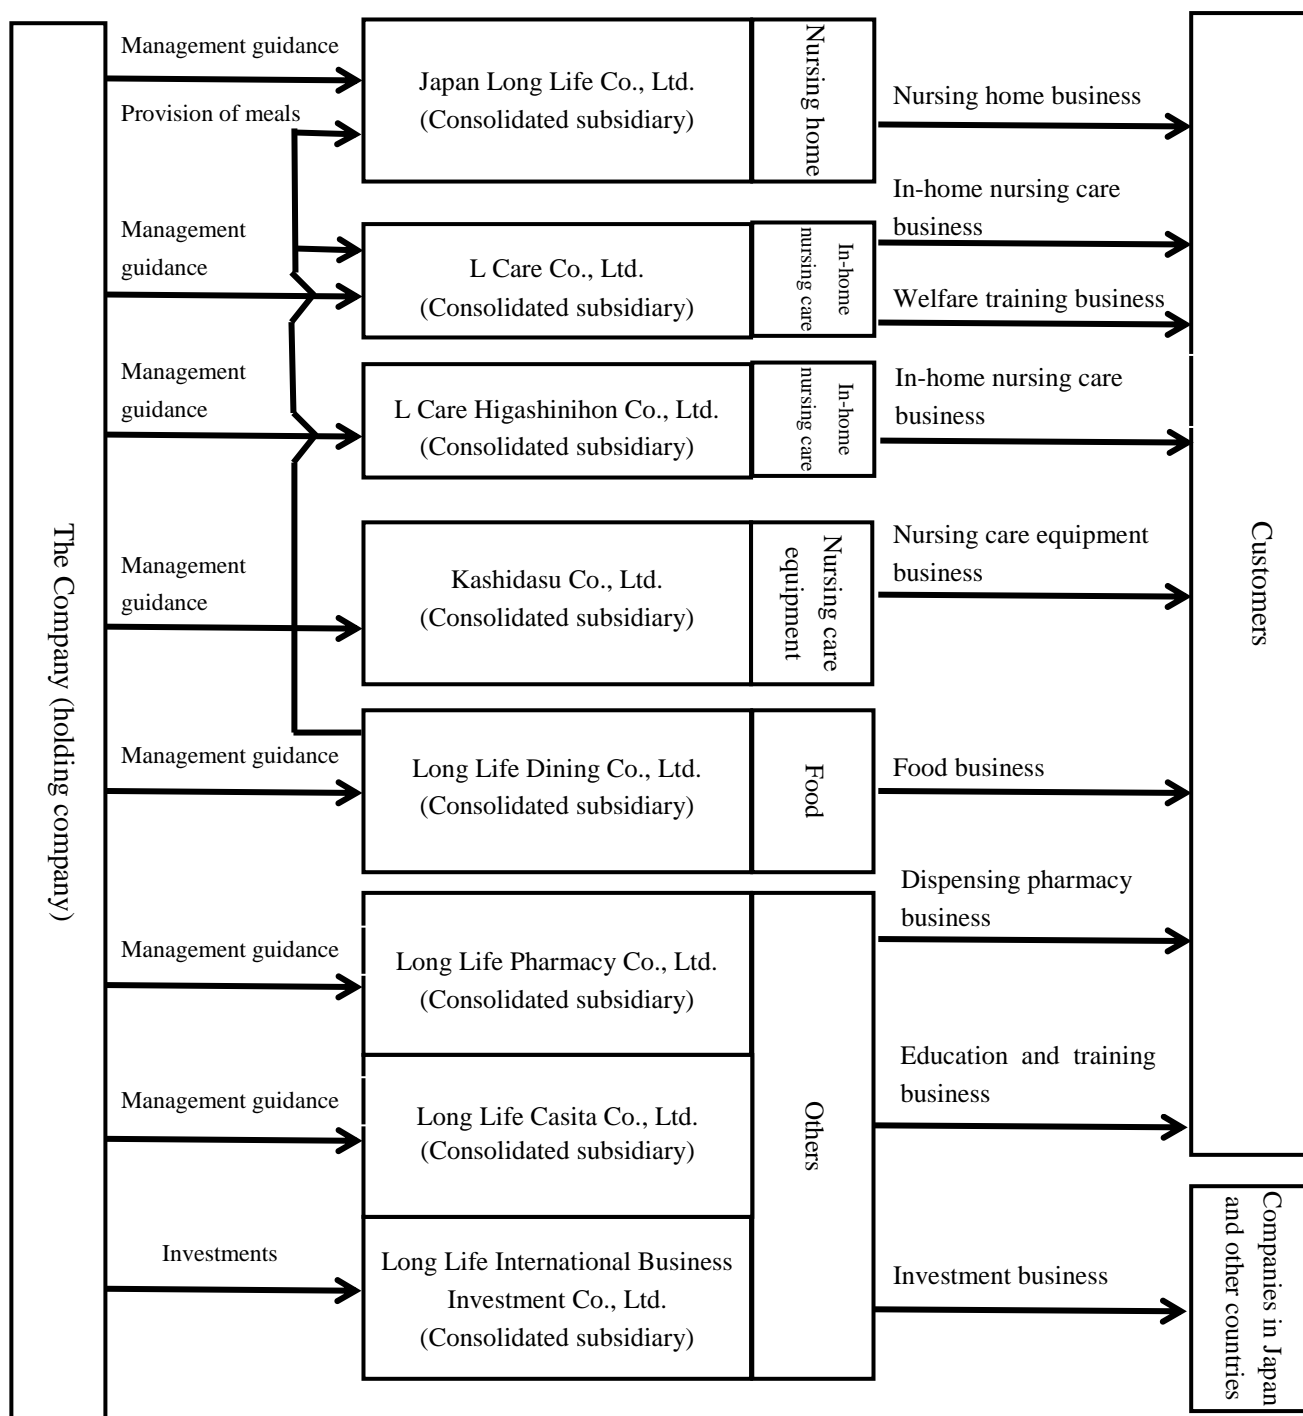 The Company (holding company)
Management guidance
Japan Long Life Co., Ltd.
(Consolidated subsidiary)
Nursing home
Nursing home business
Provision of meals
Management
guidance
L Care Co., Ltd.
(Consolidated subsidiary)
In-home
nursing care
In-home nursing care
business
Welfare training business
Management
guidance
L Care Higashinihon Co., Ltd.
(Consolidated subsidiary)
In-home
nursing care
In-home nursing care
business
Management
guidance
Kashidasu Co., Ltd.
(Consolidated subsidiary)
Nursing care
equipment
Nursing care equipment
business
Management guidance
Long Life Dining Co., Ltd.
(Consolidated subsidiary)
Food
Food business
Management guidance
Long Life Pharmacy Co., Ltd.
(Consolidated subsidiary)
Dispensing pharmacy
business
Management guidance
Long Life Casita Co., Ltd.
(Consolidated subsidiary)
Others
Education and training
business
Investments
Long Life International Business
Investment Co., Ltd.
(Consolidated subsidiary)
Investment business
Customers
Companies in Japan
and other countries